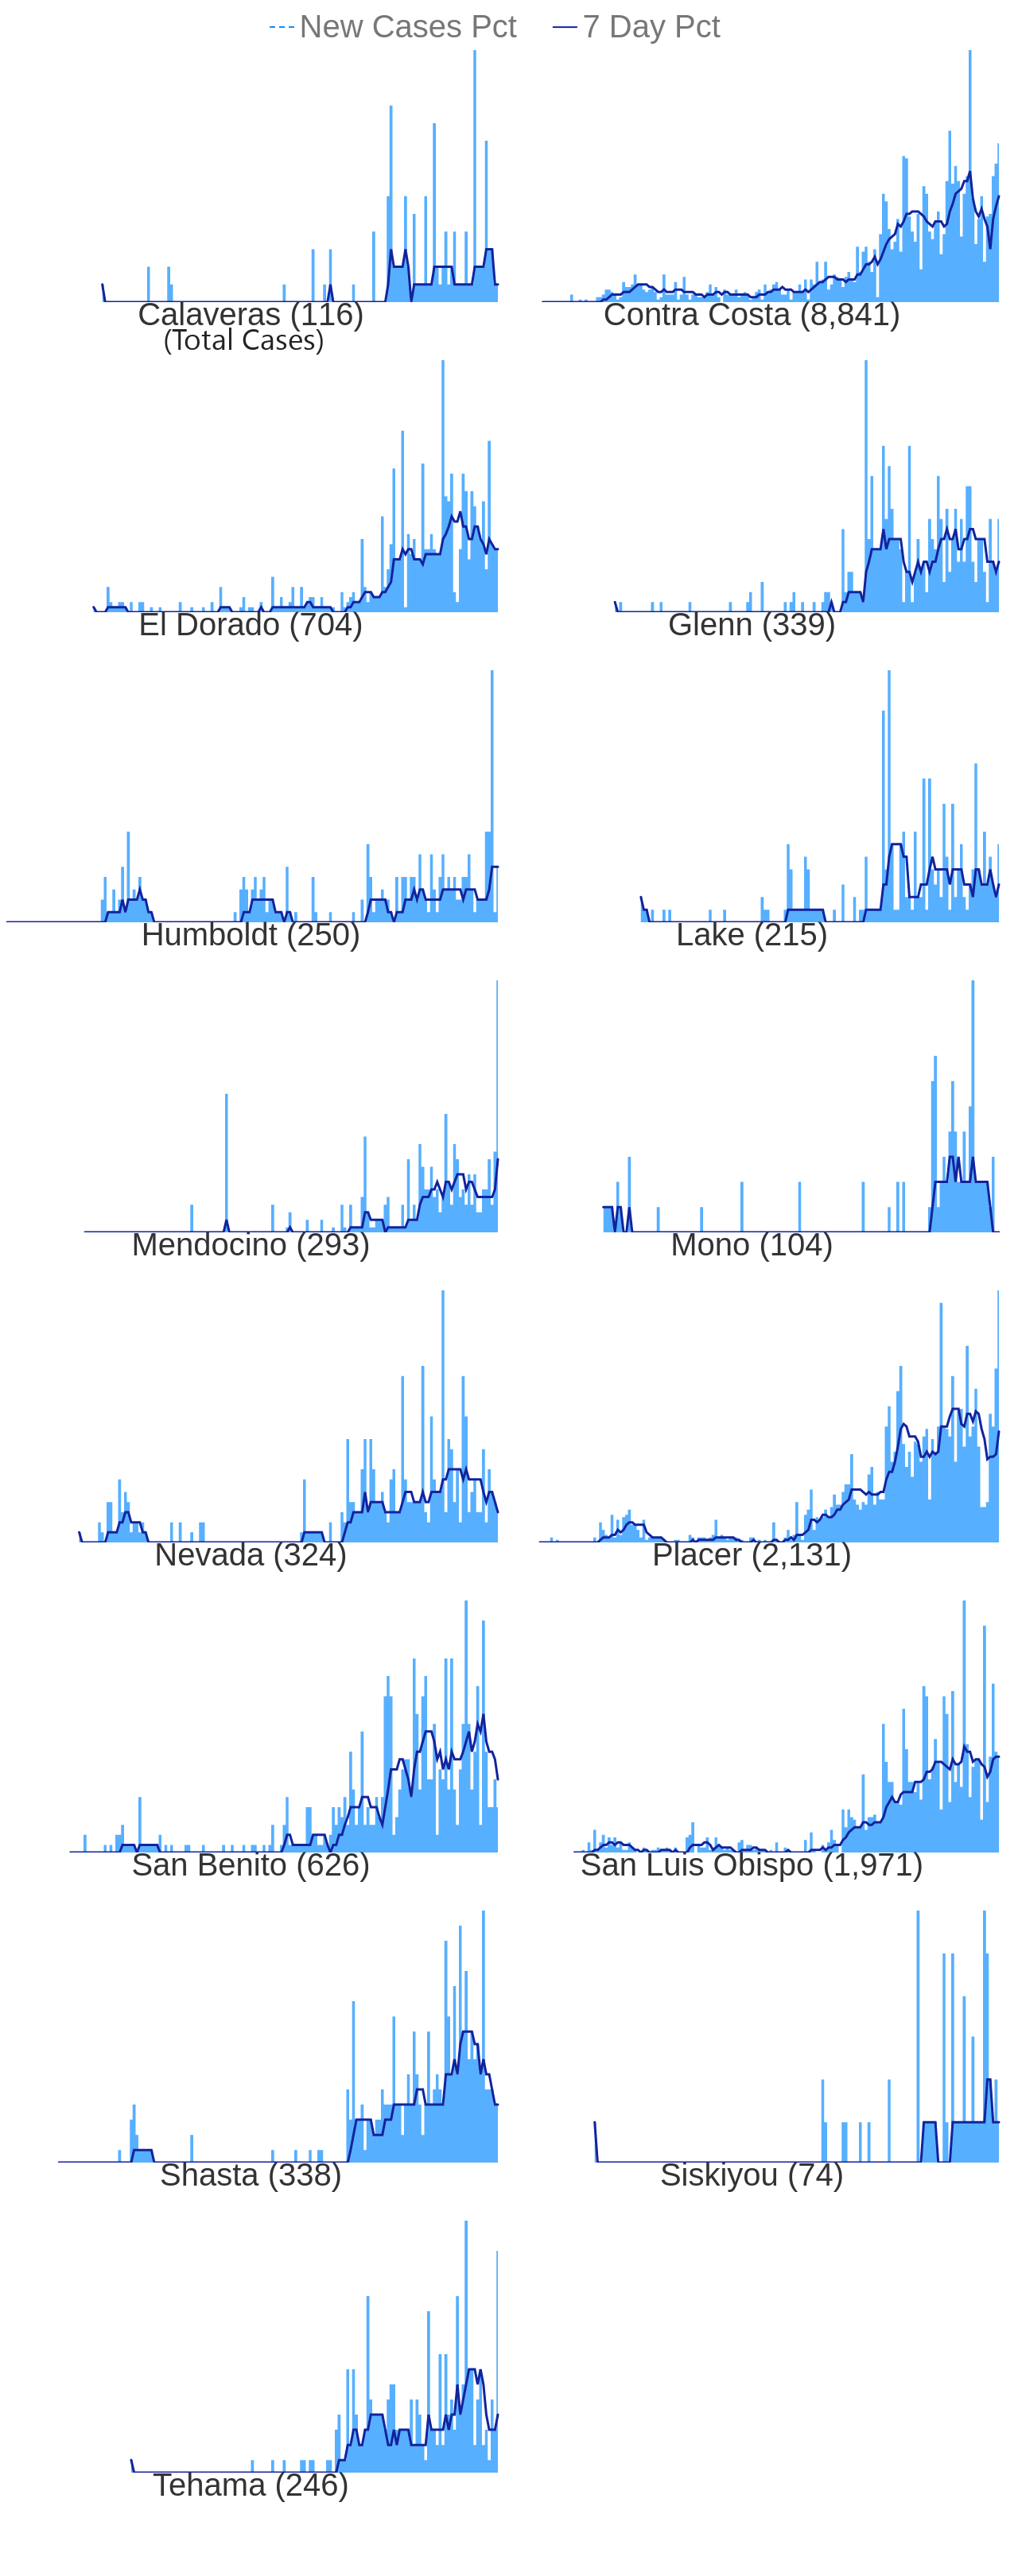 New Cases Pct 7 Day Pct
Calaveras (116) Contra Costa (8,841)
(Total Cases)
El Dorado (704) Glenn (339)
Humboldt (250) Lake (215)
Mendocino (293) Mono (104)
Nevada (324) Placer (2,131)
San Benito (626) San Luis Obispo (1,971)
Shasta (338) Siskiyou (74)
Tehama (246)